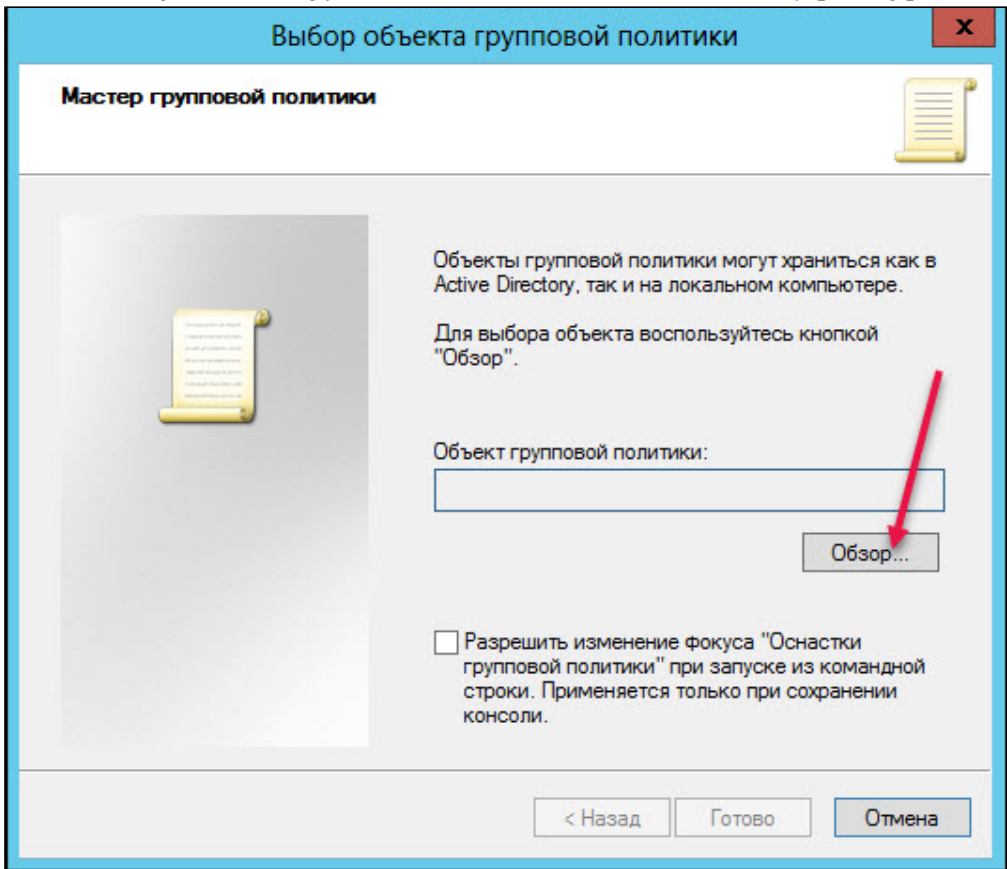 Выбор объекта групповой политики
x
Мастер групповой политики
Объекты групповой политики могут храниться как в
Active Directory, так и на локальном компьютере.
Для выбора объекта воспользуйтесь кнопкой
"Обзор".
Объект групповой политики:
Обзор...
Разрешить изменение фокуса "Оснастки
групповой политики" при запуске из командной
строки. Применяется только при сохранении
консоли.
< Назад
Готово
Отмена